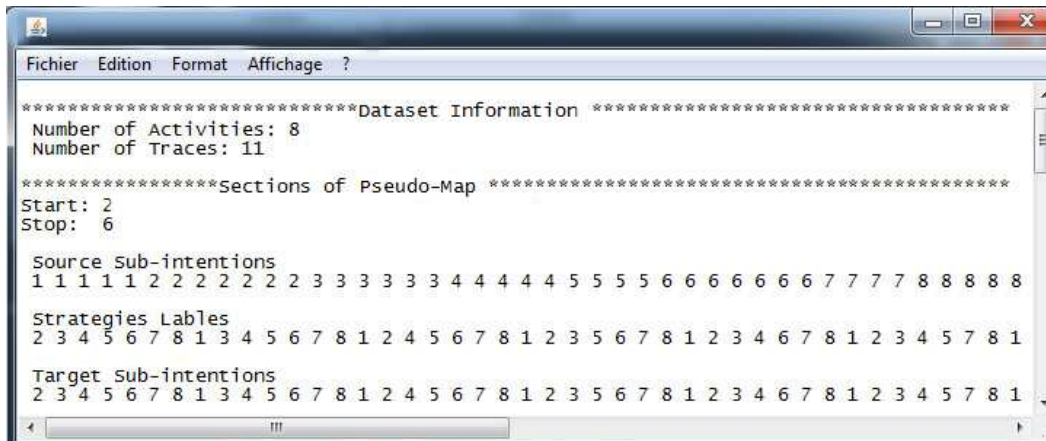 Fichier Edition Format Affichage ?
*****************************Dataset Information ************************************
Number of Activities: 8
Number of Traces: 11
*****************Sections of Pseudo-Map *********************************************
Start: 2
Stop: 6
Source Sub-intentions
1 1 1 1 1 2 2 2 2 2 2 2 3 3 3 3 3 3 4 4 4 4 4 5 5 5 5 6 6 6 6 6 6 6 7 7 7 7 8 8 8 8 8
Strategies Lables
2 3 4 5 6 7 8 1 3 4 5 6 7 8 1 2 4 5 6 7 8 1 2 3 5 6 7 8 1 2 3 4 6 7 8 1 2 3 4 5 7 8 1
Target Sub-intentions
2 3 4 5 6 7 8 1 3 4 5 6 7 8 1 2 4 5 6 7 8 1 2 3 5 6 7 8 1 2 3 4 6 7 8 1 2 3 4 5 7 8 1